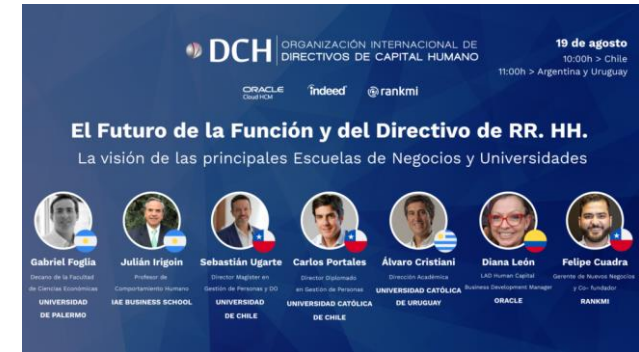 DCH
ORGANIZACIÓN INTERNACIONAL DE
DIRECTIVOS DE CAPITAL HUMANO
19 de agosto
10:00h > Chile
11:00h > Argentina y Uruguay
ORACLE
Cloud HCM
indeed
rankmi
El Futuro de la Función y del Directivo de RR. HH.
La visión de las principales Escuelas de Negocios y Universidades
Gabriel Foglia
Decano de la Facultad
de Ciencias Económicas
UNIVERSIDAD
DE PALERMO
Julián Irigoin
Profesor de
Comportamiento Humano
IAE BUSINESS SCHOOL
Sebastián Ugarte
Director Magister en
Gestión de Personas y DO
UNIVERSIDAD
DE CHILE
Carlos Portales
Director Diplomado
en Gestión de Personas
UNIVERSIDAD CATÓLICA
DE CHILE
Álvaro Cristiani
Dirección Académica
UNIVERSIDAD CATÓLICA
DE URUGUAY
Diana León
LAD Human Capital
Business Development Manager
ORACLE
Felipe Cuadra
Gerente de Nuevos Negocios
y Co- fundador
RANKMI